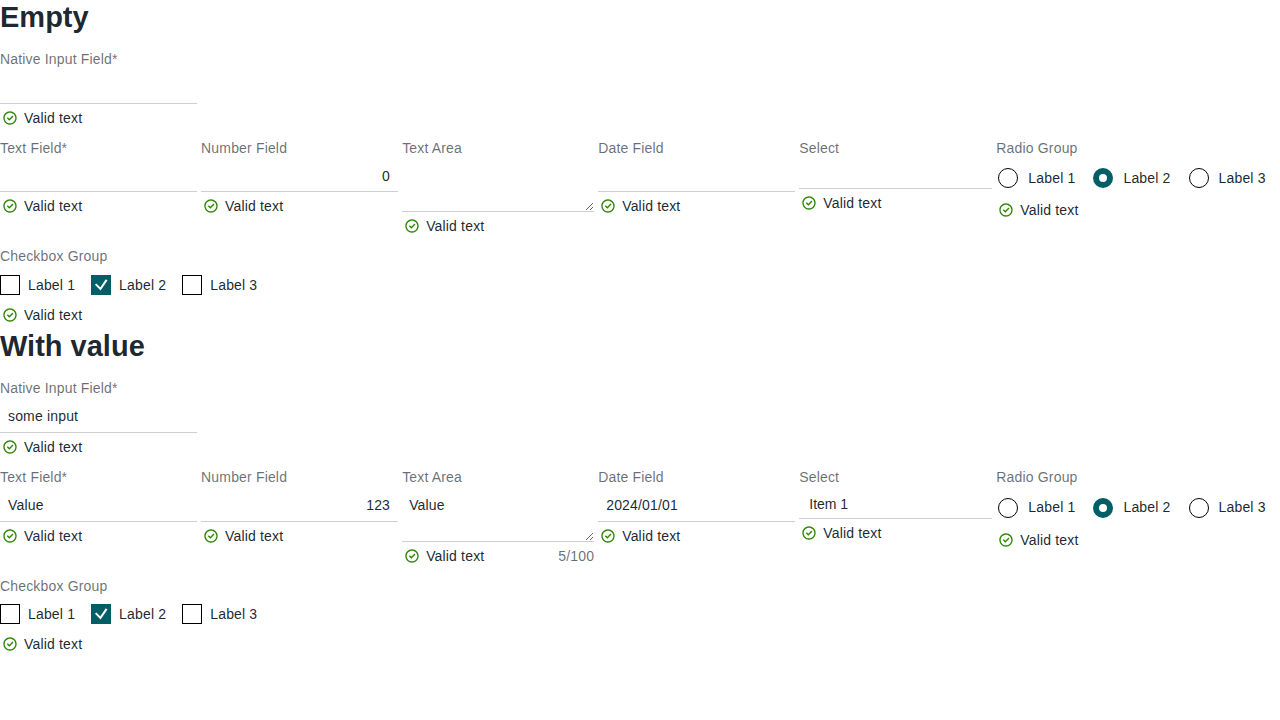 Empty
Native Input Field*
Valid text
Text Field* Number Field Text Area Date Field Select Radio Group
0 Label 1 Label 2 Label 3
Valid text Valid text Valid text Valid text Valid text Valid text
Checkbox Group
Label 1 Label 2 Label 3
Valid text
With value
Native Input Field*
some input
Valid text
Text Field* Number Field Text Area Date Field Select Radio Group
Value 123 Value 2024/01/01 Item 1 Label 1 Label 2 Label 3
Valid text Valid text Valid text 5/100 Valid text Valid text Valid text
Checkbox Group
Label 1 Label 2 Label 3
Valid text